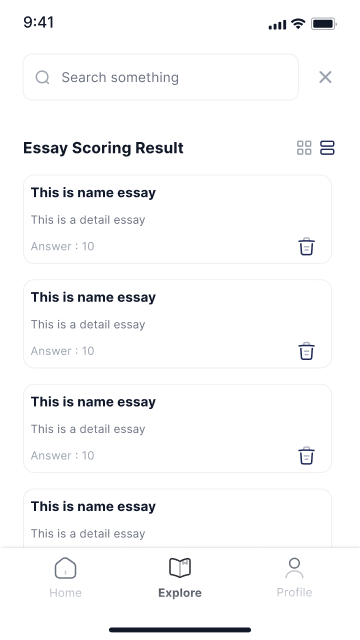 9:41
Search something
Essay Scoring Result
This is name essay
This is a detail essay
Answer : 10
This is name essay
This is a detail essay
Answer : 10
This is name essay
This is a detail essay
Answer : 10
This is name essay
This is a detail essay
Home
Explore
Profile